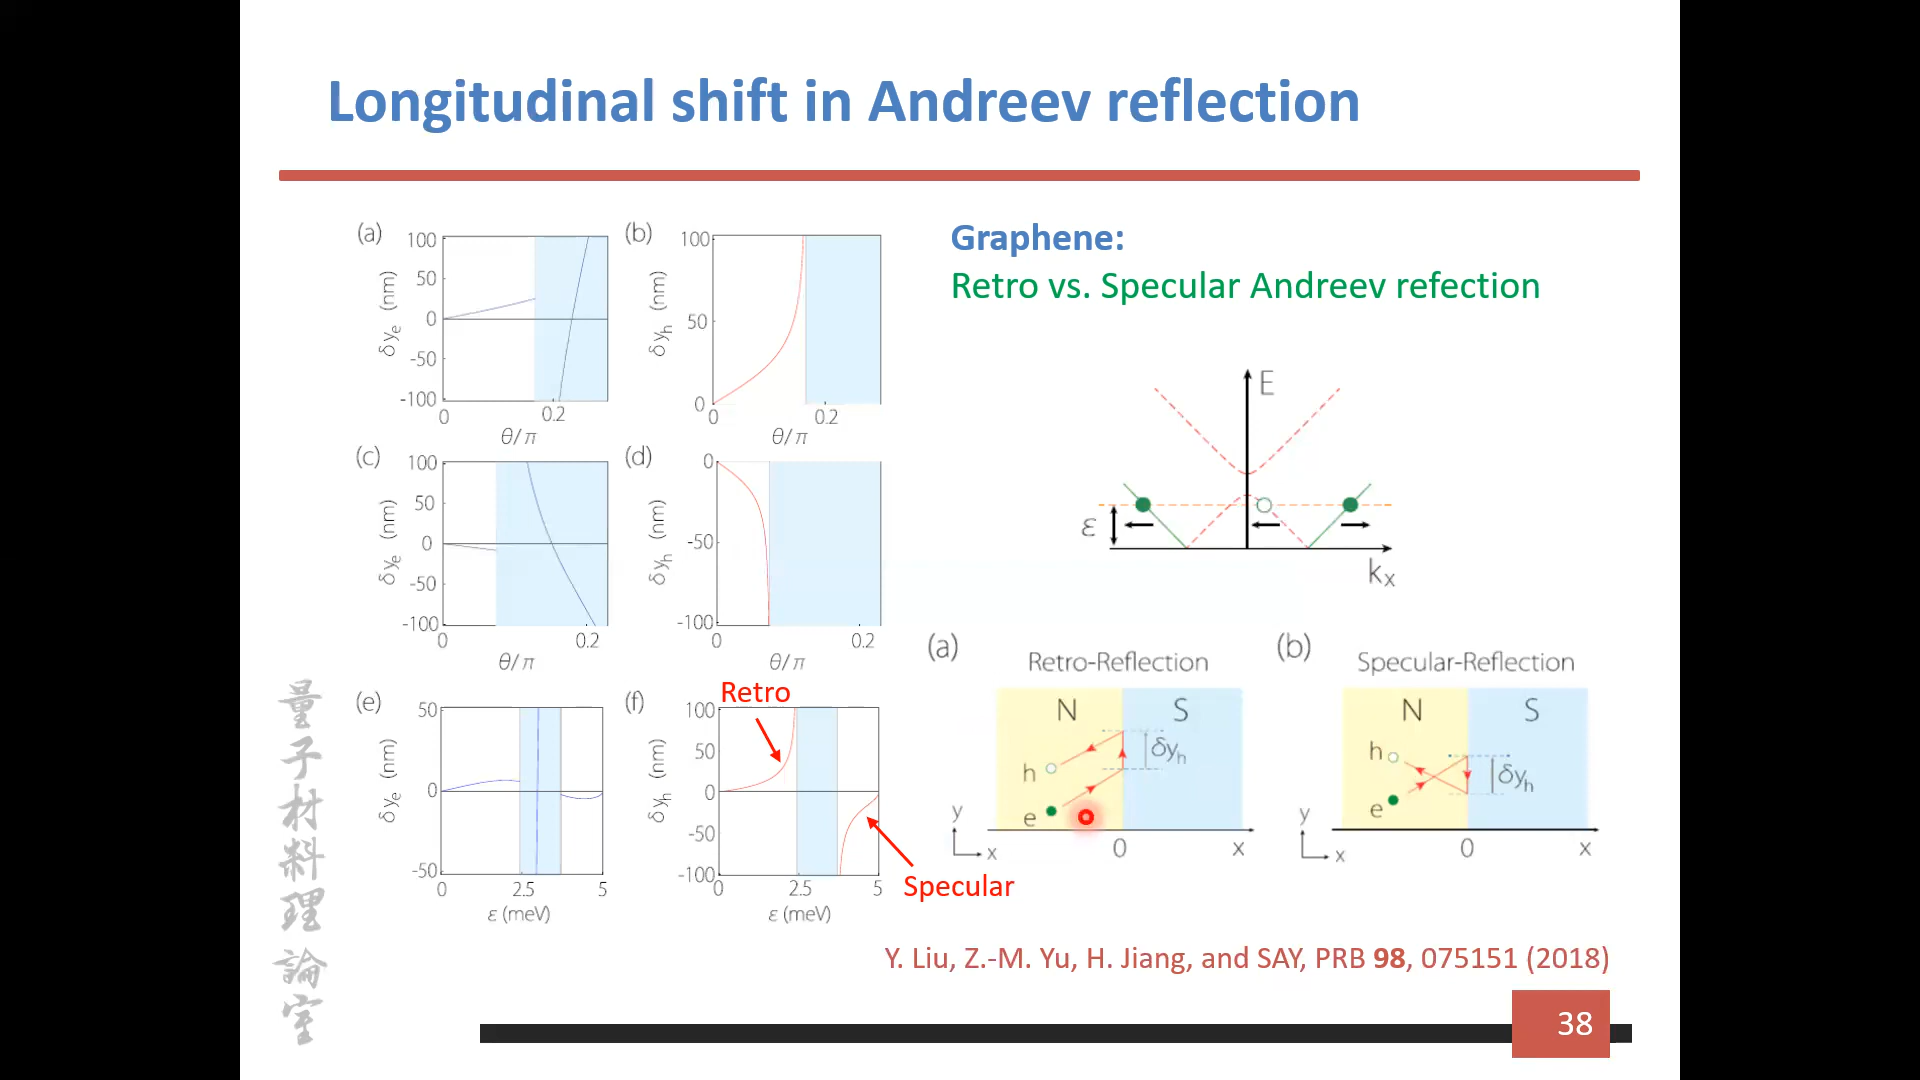 Longitudinal shift in Andreev reflection
(a)
100
50
0
-50
-100
δyₑ (nm)
0
0.2
θ/π
(b)
100
50
0
δyₕ (nm)
0
0.2
θ/π
(c)
100
50
0
-50
-100
δyₑ (nm)
0
0.2
θ/π
(d)
0
-50
-100
δyₕ (nm)
0
0.2
θ/π
(e)
50
0
-50
δyₑ (nm)
0
2.5
5
ε (meV)
(f)
Retro
100
50
0
-50
-100
δyₕ (nm)
0
2.5
5
ε (meV)
Specular
Graphene:
Retro vs. Specular Andreev refection
E
ε
kₓ
(a)
Retro-Reflection
N
S
δyₕ
h
e
y
x
0
x
(b)
Specular-Reflection
N
S
h
δyₕ
e
y
x
0
x
Y. Liu, Z.-M. Yu, H. Jiang, and SAY, PRB 98, 075151 (2018)
量子材料理論室
38